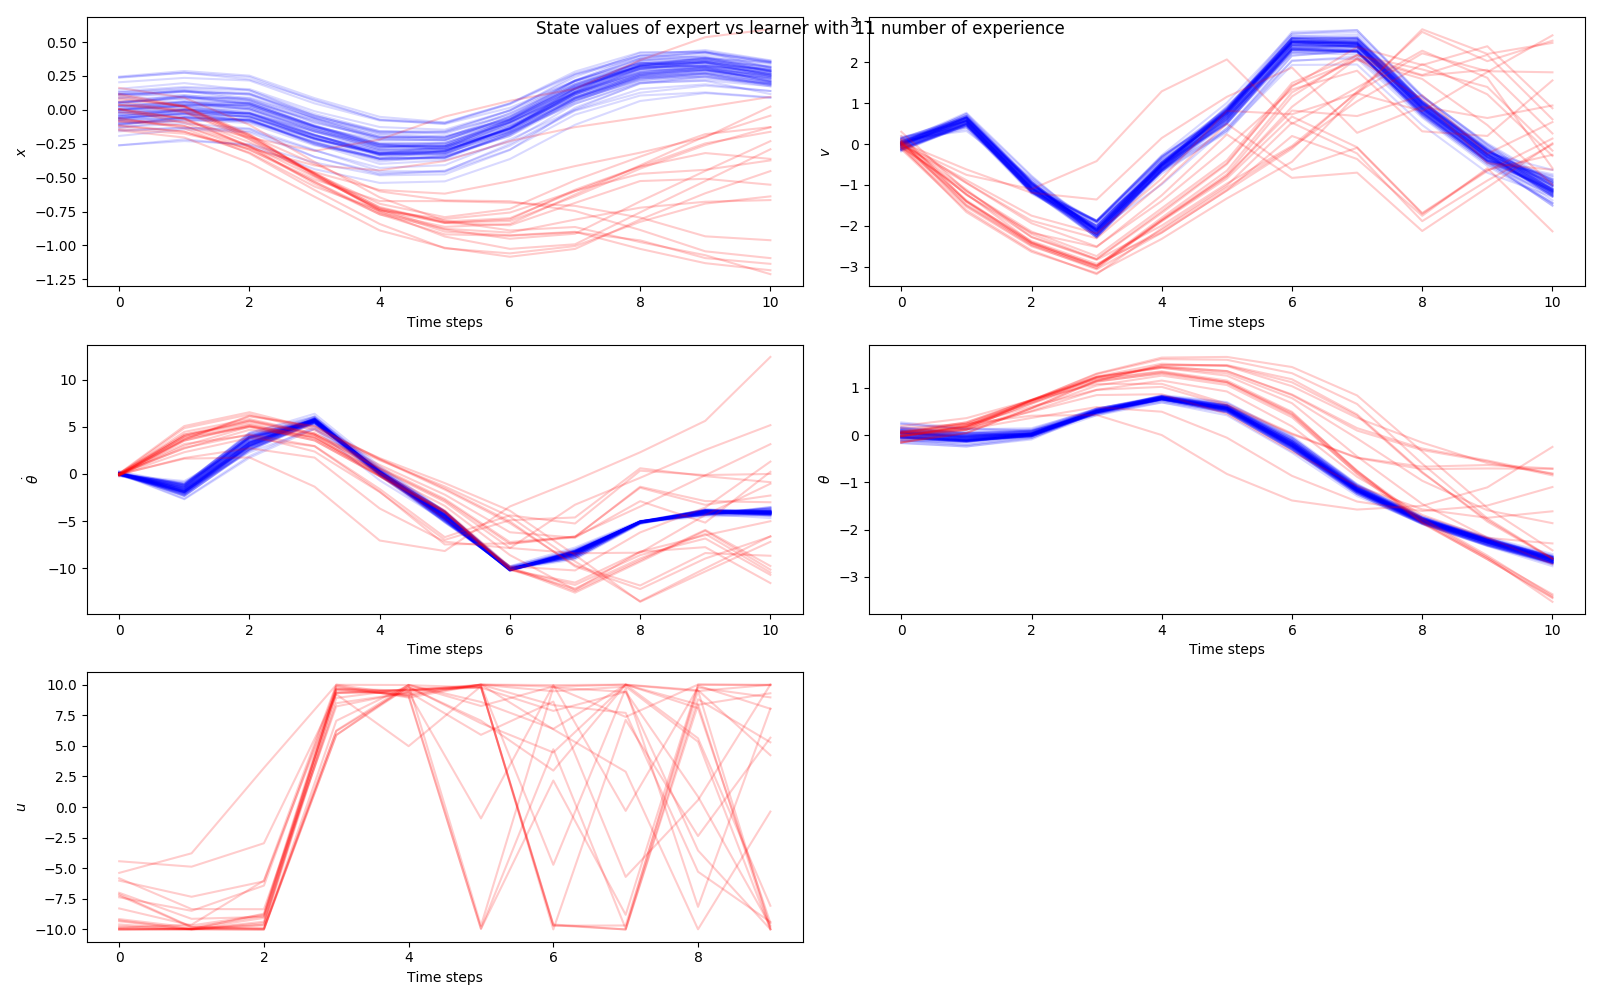 State values of expert vs learner with 11 number of experience
0.50
0.25
0.00
−0.25
−0.50
−0.75
−1.00
−1.25
x
0 2 4 6 8 10
Time steps
3
2
1
0
−1
−2
−3
v
0 2 4 6 8 10
Time steps
10
5
0
−5
−10
θ̇
0 2 4 6 8 10
Time steps
1
0
−1
−2
−3
θ
0 2 4 6 8 10
Time steps
10.0
7.5
5.0
2.5
0.0
−2.5
−5.0
−7.5
−10.0
u
0 2 4 6 8
Time steps